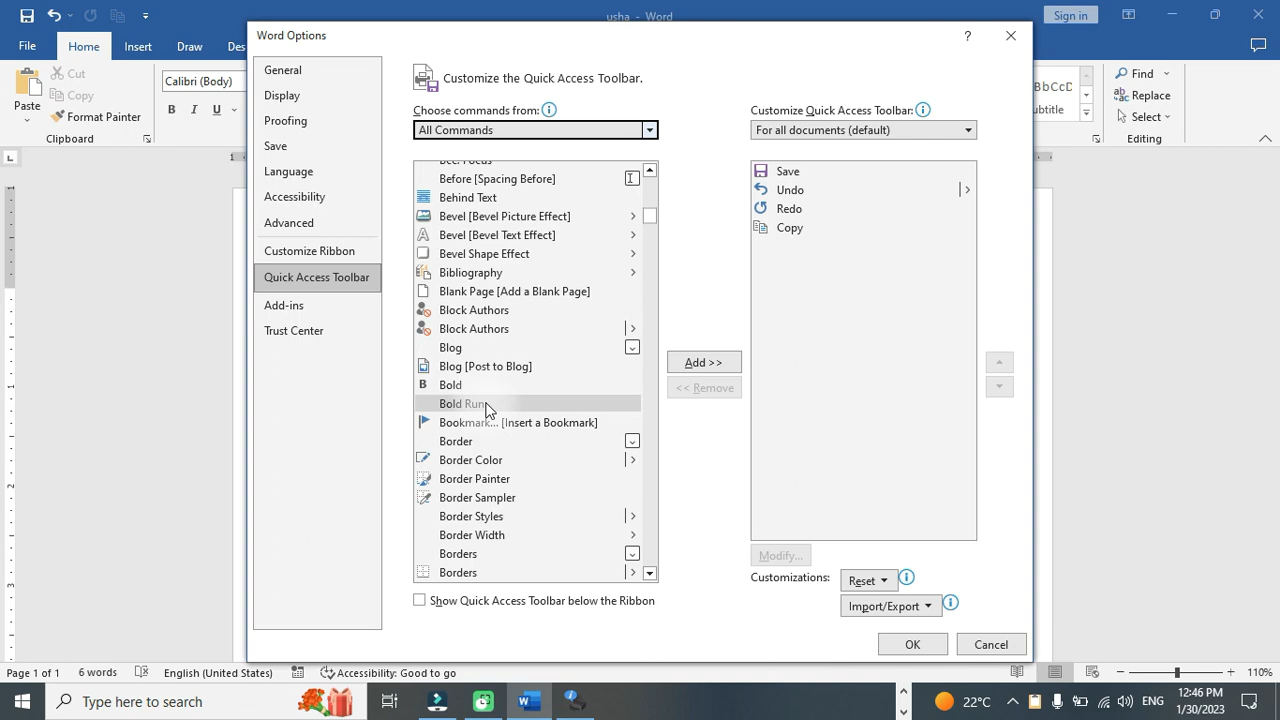 usha - Word
Sign in
File
Home
Insert
Draw
Des
Paste
Cut
Copy
Format Painter
Clipboard
Calibri (Body)
B I U
BbCcD
ubtitle
Find
Replace
Select
Editing
Word Options
?
General
Display
Proofing
Save
Language
Accessibility
Advanced
Customize Ribbon
Quick Access Toolbar
Add-ins
Trust Center
Customize the Quick Access Toolbar.
Choose commands from:
All Commands
Before [Spacing Before]
Behind Text
Bevel [Bevel Picture Effect]
Bevel [Bevel Text Effect]
Bevel Shape Effect
Bibliography
Blank Page [Add a Blank Page]
Block Authors
Block Authors
Blog
Blog [Post to Blog]
Bold
Bold Run
Bookmark... [Insert a Bookmark]
Border
Border Color
Border Painter
Border Sampler
Border Styles
Border Width
Borders
Borders
Show Quick Access Toolbar below the Ribbon
Add >>
<< Remove
Customize Quick Access Toolbar:
For all documents (default)
Save
Undo
Redo
Copy
Modify...
Customizations:
Reset
Import/Export
OK
Cancel
Page 1 of 1
6 words
English (United States)
Accessibility: Good to go
110%
Type here to search
22°C
ENG
12:46 PM
1/30/2023